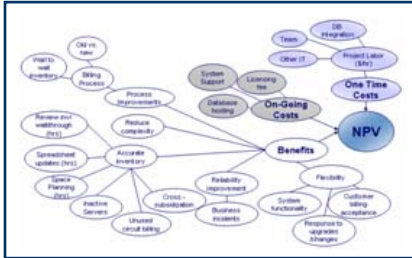 Old vs. new
Wall to
wall inventory
Billing
Process
Process
Improvements
DB
Integration
Team
Other IT
Project Labor
($/hr)
One Time
Costs
System
Support
Licensing
fee
Database
hosting
On-Going
Costs
NPV
Reduce
complexity
Benefits
Review and
walkthrough (hrs)
Accurate
Inventory
Spreadsheet
updates (hrs)
Space
Planning (hrs)
Inactive
Servers
Unused
circuit billing
Cross -
subsidization
Reliability
improvement
Business
incidents
Flexibility
System
functionality
Customer
billing
acceptance
Response to
upgrades
/changes